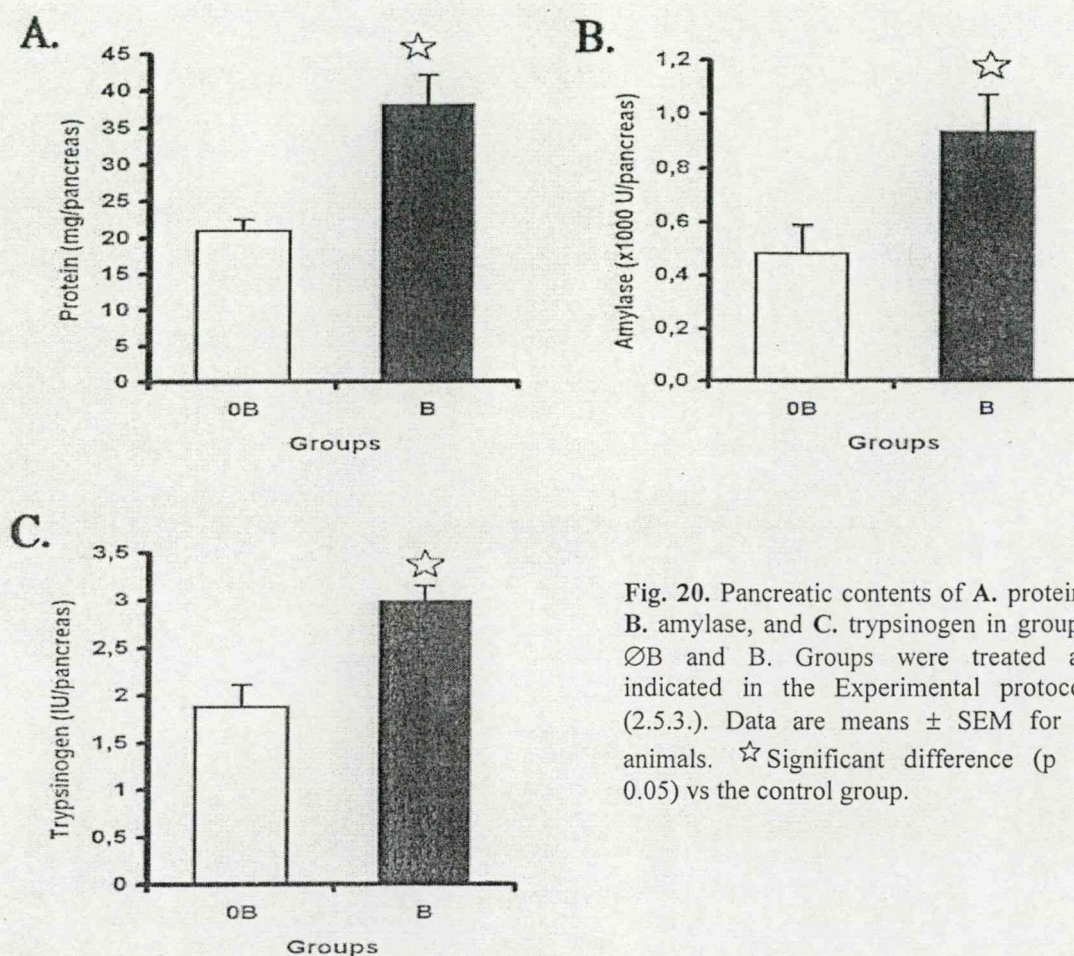 A.
45
40
35
30
25
20
15
10
5
0
Protein (mg/pancreas)
0B B
Groups
B.
1,2
1,0
0,8
0,6
0,4
0,2
0,0
Amylase (x1000 U/pancreas)
0B B
Groups
C.
3,5
3
2,5
2
1,5
1
0,5
0
Trypsinogen (IU/pancreas)
0B B
Groups
Fig. 20. Pancreatic contents of A. protein
B. amylase, and C. trypsinogen in group
ØB and B. Groups were treated a
indicated in the Experimental protoco
(2.5.3.). Data are means ± SEM for
animals. ☆ Significant difference (p
0.05) vs the control group.